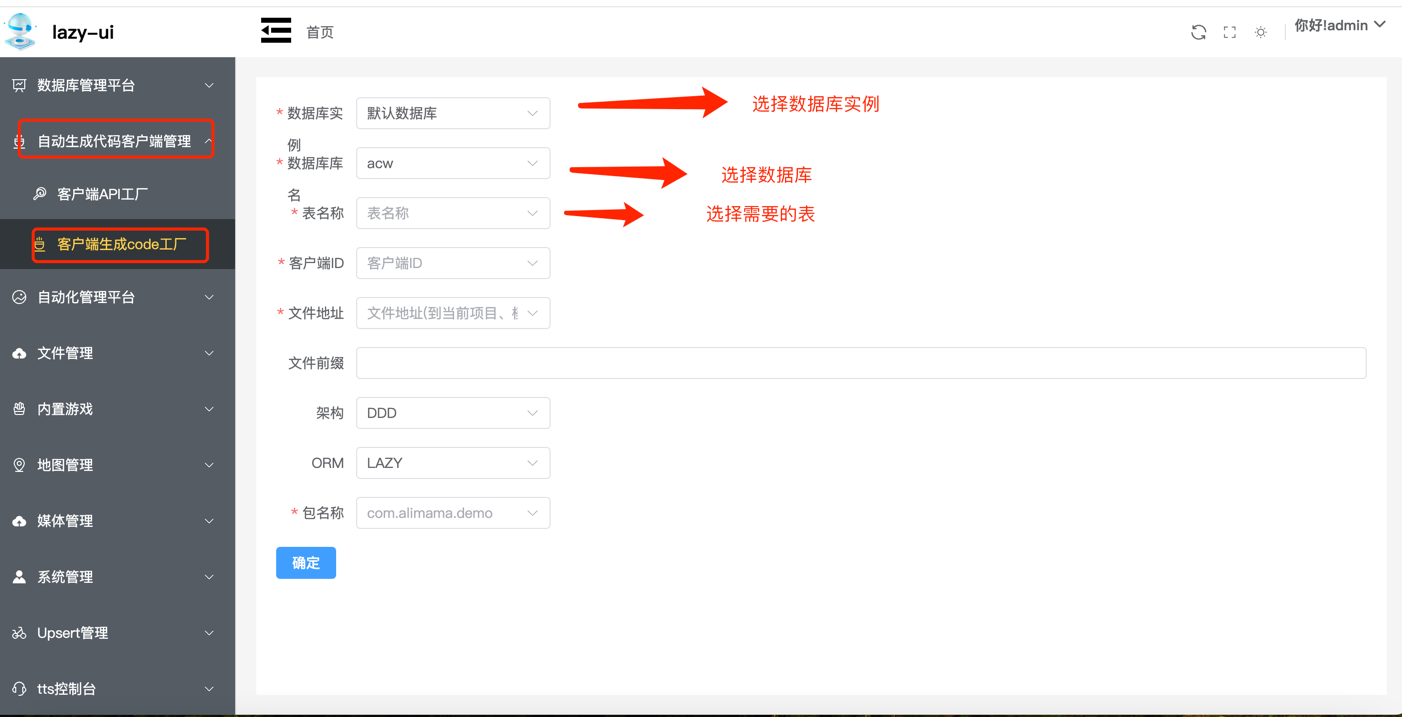 lazy-ui
首页
你好!admin
数据库管理平台
自动生成代码客户端管理
客户端API工厂
客户端生成code工厂
自动化管理平台
文件管理
内置游戏
地图管理
媒体管理
系统管理
Upsert管理
tts控制台
* 数据库实例 默认数据库 选择数据库实例
* 数据库库名 acw 选择数据库
* 表名称 表名称 选择需要的表
* 客户端ID 客户端ID
* 文件地址 文件地址(到当前项目、
文件前缀
架构 DDD
ORM LAZY
* 包名称 com.alimama.demo
确定